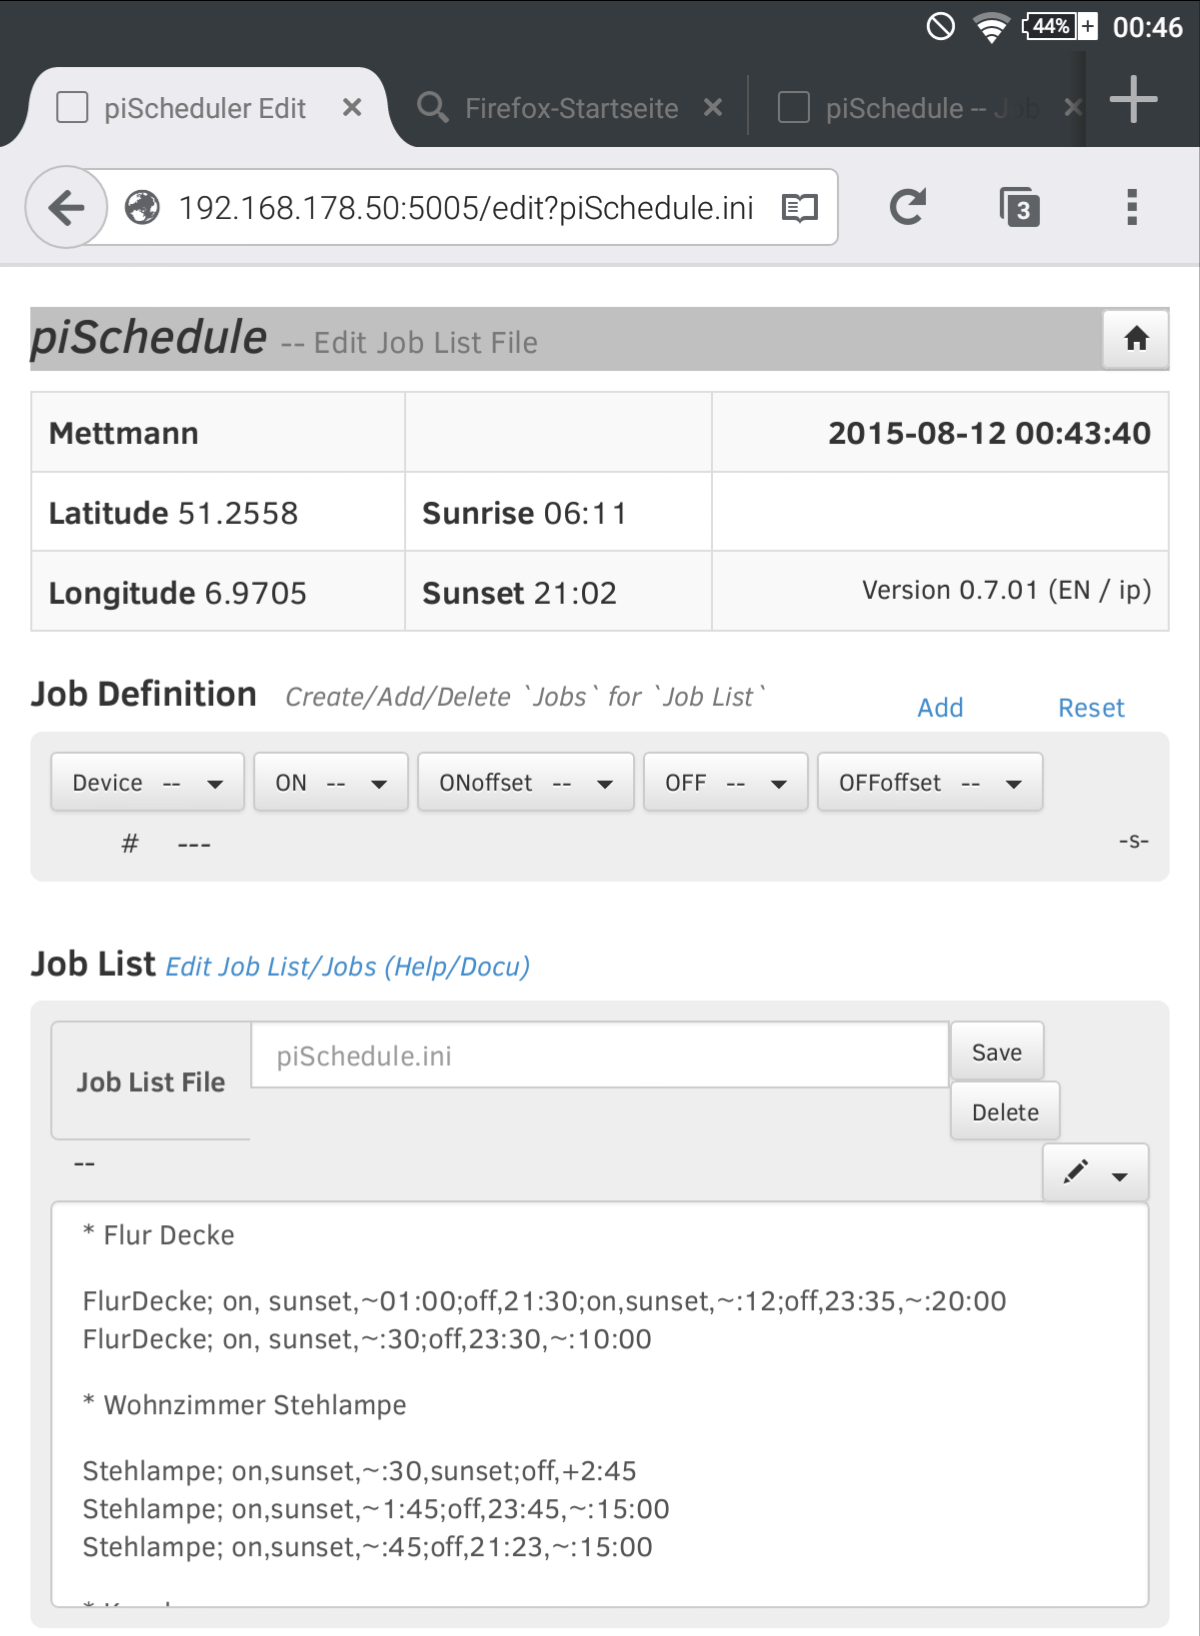 44% 00:46
piScheduler Edit Firefox-Startseite piSchedule -- Job
192.168.178.50:5005/edit?piSchedule.ini 3
piSchedule -- Edit Job List File
Mettmann 2015-08-12 00:43:40
Latitude 51.2558 Sunrise 06:11
Longitude 6.9705 Sunset 21:02 Version 0.7.01 (EN / ip)
Job Definition Create/Add/Delete `Jobs` for `Job List` Add Reset
Device -- ON -- ONoffset -- OFF -- OFFoffset --
# --- -s-
Job List Edit Job List/Jobs (Help/Docu)
Job List File piSchedule.ini Save
Delete
--
* Flur Decke
FlurDecke; on, sunset,~01:00;off,21:30;on,sunset,~:12;off,23:35,~:20:00
FlurDecke; on, sunset,~:30;off,23:30,~:10:00
* Wohnzimmer Stehlampe
Stehlampe; on,sunset,~:30,sunset;off,+2:45
Stehlampe; on,sunset,~1:45;off,23:45,~:15:00
Stehlampe; on,sunset,~:45;off,21:23,~:15:00